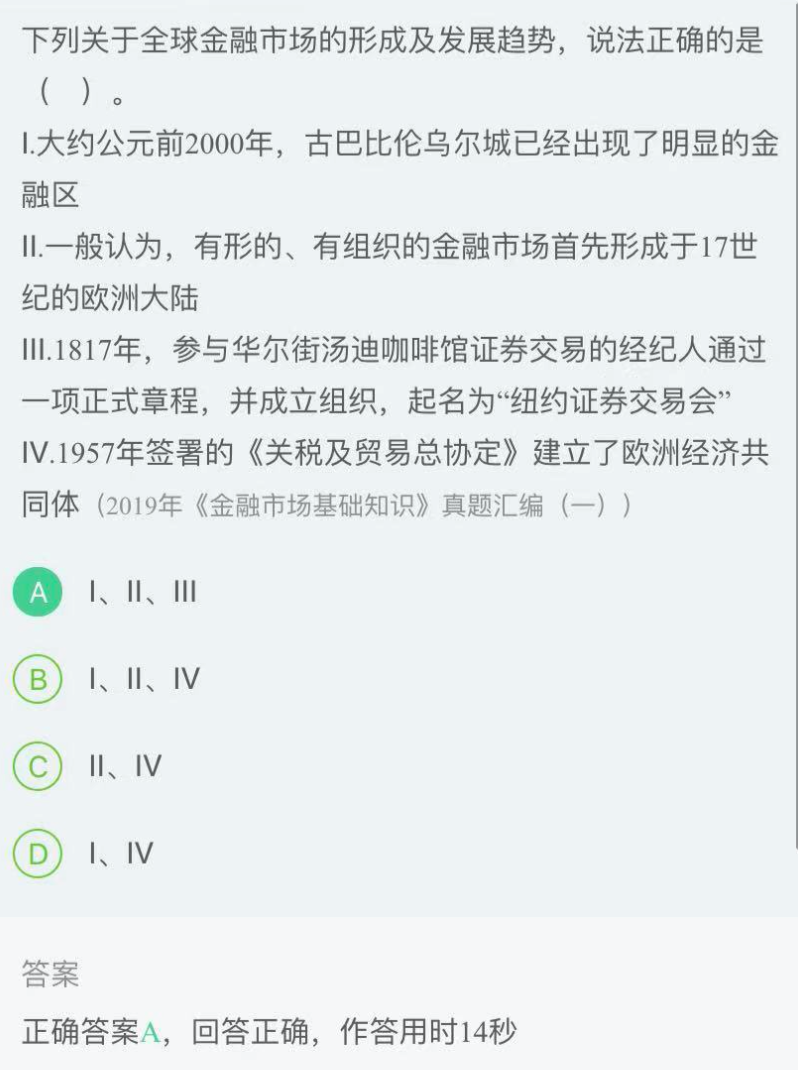 下列关于全球金融市场的形成及发展趋势，说法正确的是
（ ）。
I.大约公元前2000年，古巴比伦乌尔城已经出现了明显的金
融区
II.一般认为，有形的、有组织的金融市场首先形成于17世
纪的欧洲大陆
III.1817年，参与华尔街汤迪咖啡馆证券交易的经纪人通过
一项正式章程，并成立组织，起名为“纽约证券交易会”
IV.1957年签署的《关税及贸易总协定》建立了欧洲经济共
同体（2019年《金融市场基础知识》真题汇编（一））
A I、II、III
B I、II、IV
C II、IV
D I、IV
答案
正确答案A，回答正确，作答用时14秒